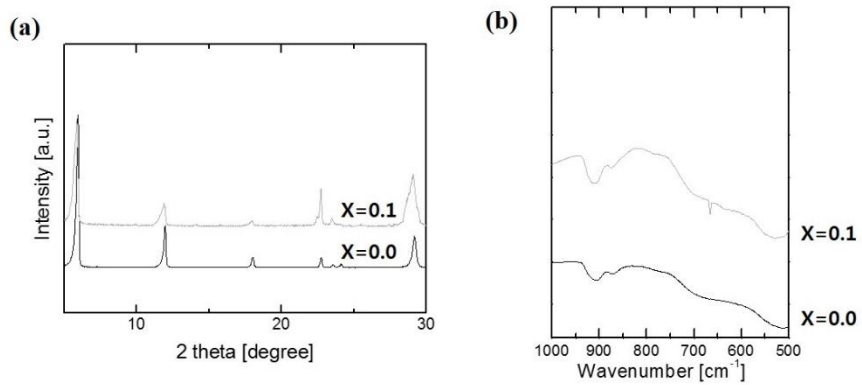 (a)
Intensity [a.u.]
X=0.1
X=0.0
10 20 30
2 theta [degree]
(b)
X=0.1
X=0.0
1000 900 800 700 600 500
Wavenumber [cm⁻¹]